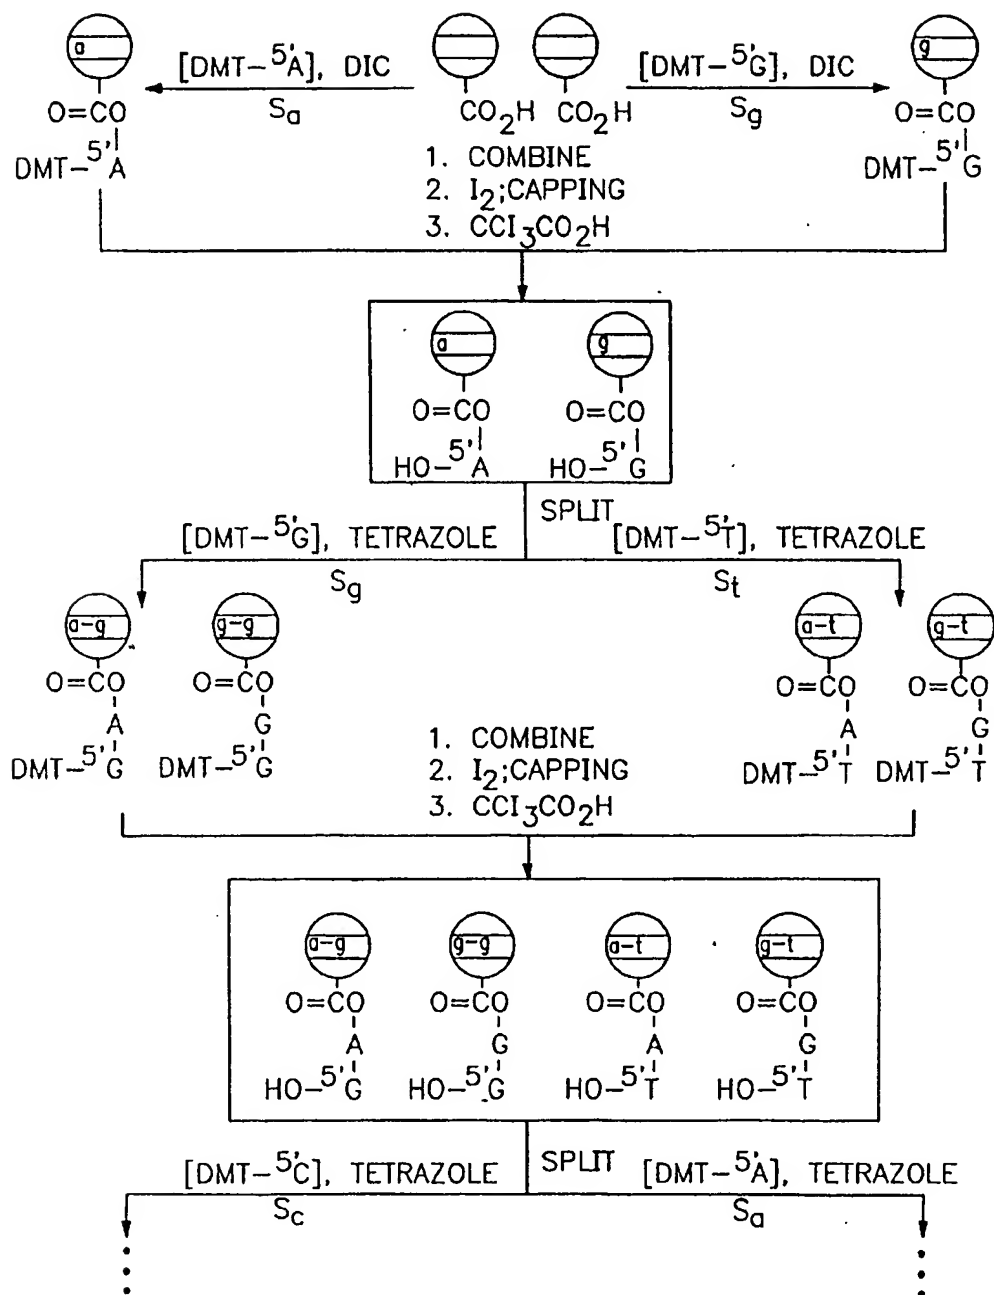 a
g
[DMT-5'A], DIC
[DMT-5'G], DIC
Sa
Sg
CO2H CO2H
O=CO
O=CO
DMT-5'A
DMT-5'G
1. COMBINE
2. I2;CAPPING
3. CCl3CO2H
a
g
O=CO
O=CO
HO-5'A
HO-5'G
SPLIT
[DMT-5'G], TETRAZOLE
[DMT-5'T], TETRAZOLE
Sg
St
a-g
g-g
a-t
g-t
O=CO
O=CO
O=CO
O=CO
A
G
A
G
DMT-5'G
DMT-5'G
DMT-5'T
DMT-5'T
1. COMBINE
2. I2;CAPPING
3. CCl3CO2H
a-g
g-g
a-t
g-t
O=CO
O=CO
O=CO
O=CO
A
G
A
G
HO-5'G
HO-5'G
HO-5'T
HO-5'T
SPLIT
[DMT-5'C], TETRAZOLE
[DMT-5'A], TETRAZOLE
Sc
Sa